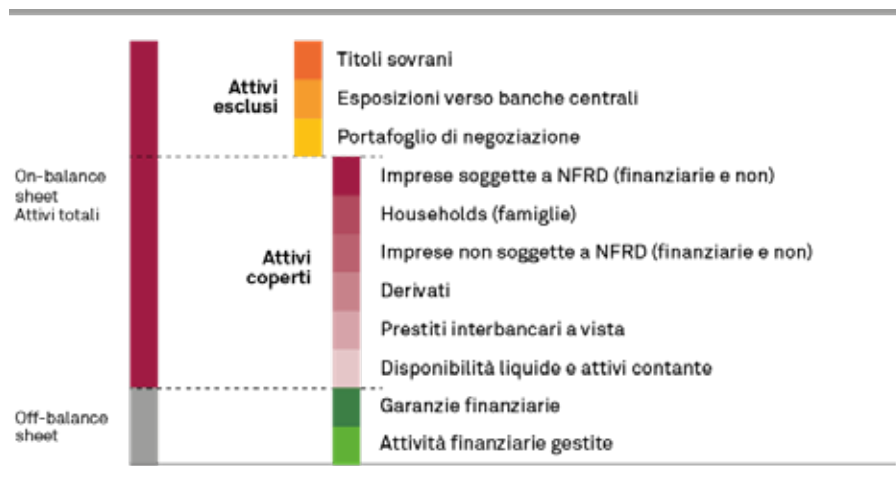 Titoli sovrani
Attivi
esclusi
Esposizioni verso banche centrali
Portafoglio di negoziazione
On-balance
sheet
Attivi totali
Imprese soggette a NFRD (finanziarie e non)
Households (famiglie)
Imprese non soggette a NFRD (finanziarie e non)
Attivi
coperti
Derivati
Prestiti interbancari a vista
Disponibilità liquide e attivi contante
Off-balance
sheet
Garanzie finanziarie
Attività finanziarie gestite